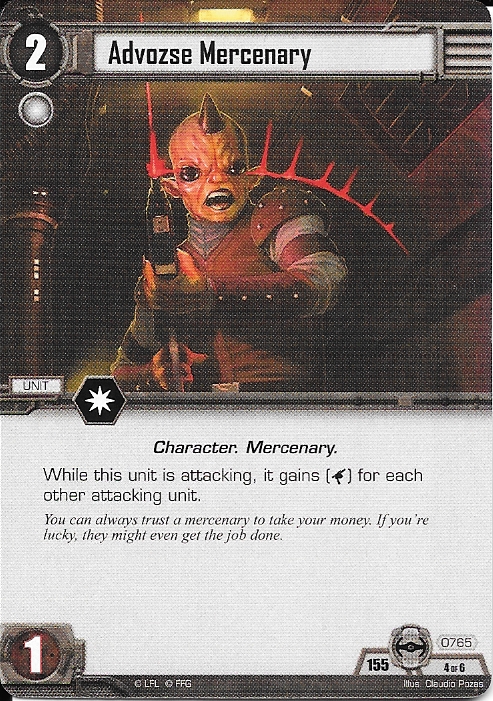 2
Advozse Mercenary
UNIT
Character. Mercenary.
While this unit is attacking, it gains ( ) for each
other attacking unit.
You can always trust a mercenary to take your money. If you're
lucky, they might even get the job done.
1
155
0765
4 OF 6
© LFL © FFG
Illus. Claudio Pozas